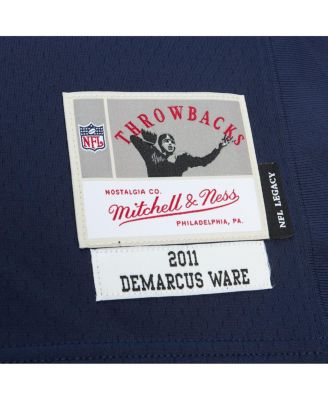 THROWBACKS
NFL
NOSTALGIA CO.
Mitchell & Ness
PHILADELPHIA, PA.
NFL LEGACY
2011
DEMARCUS WARE